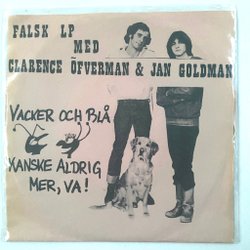 FALSK LP
MED
CLARENCE ÖFVERMAN & JAN GOLDMAN
VACKER OCH BLÅ
KANSKE ALDRIG
MER, VA!